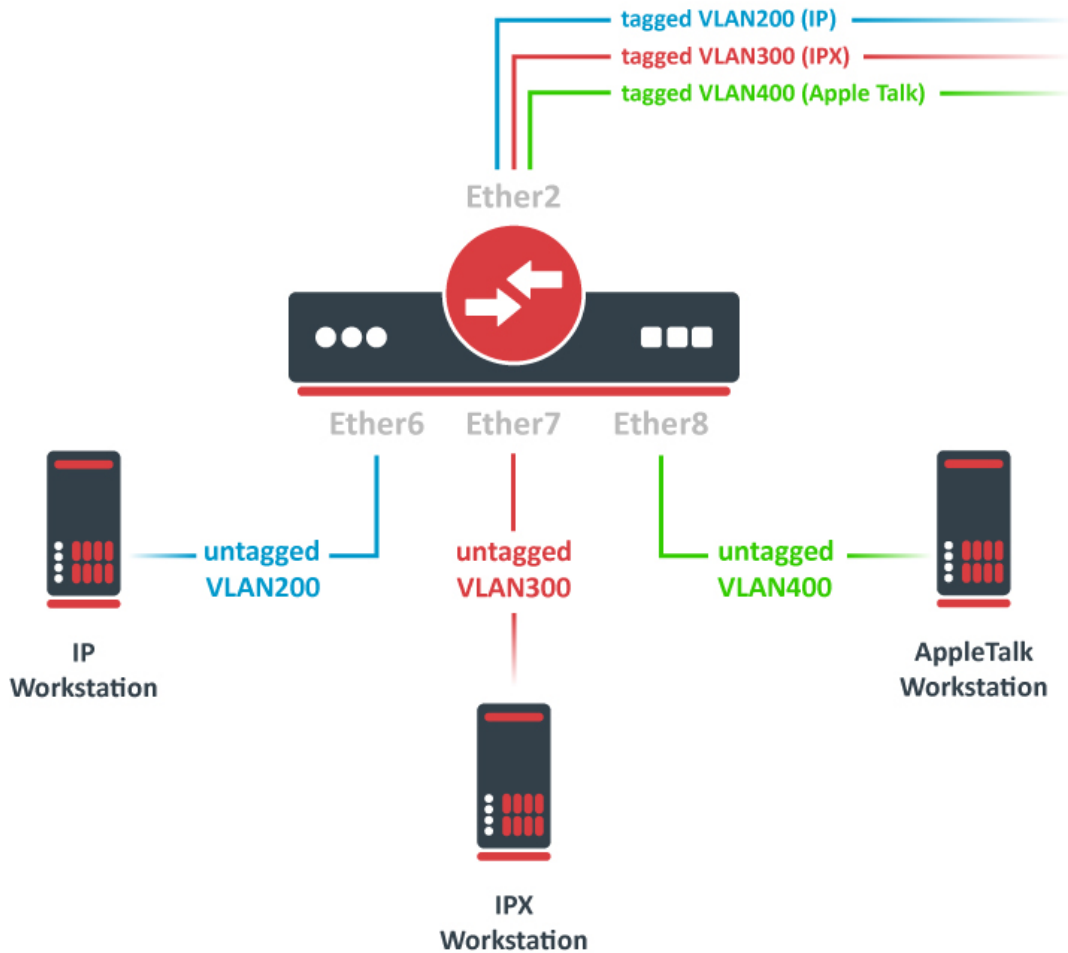 tagged VLAN200 (IP)
tagged VLAN300 (IPX)
tagged VLAN400 (Apple Talk)
Ether2
Ether6
Ether7
Ether8
untagged
VLAN200
untagged
VLAN300
untagged
VLAN400
IP
Workstation
AppleTalk
Workstation
IPX
Workstation